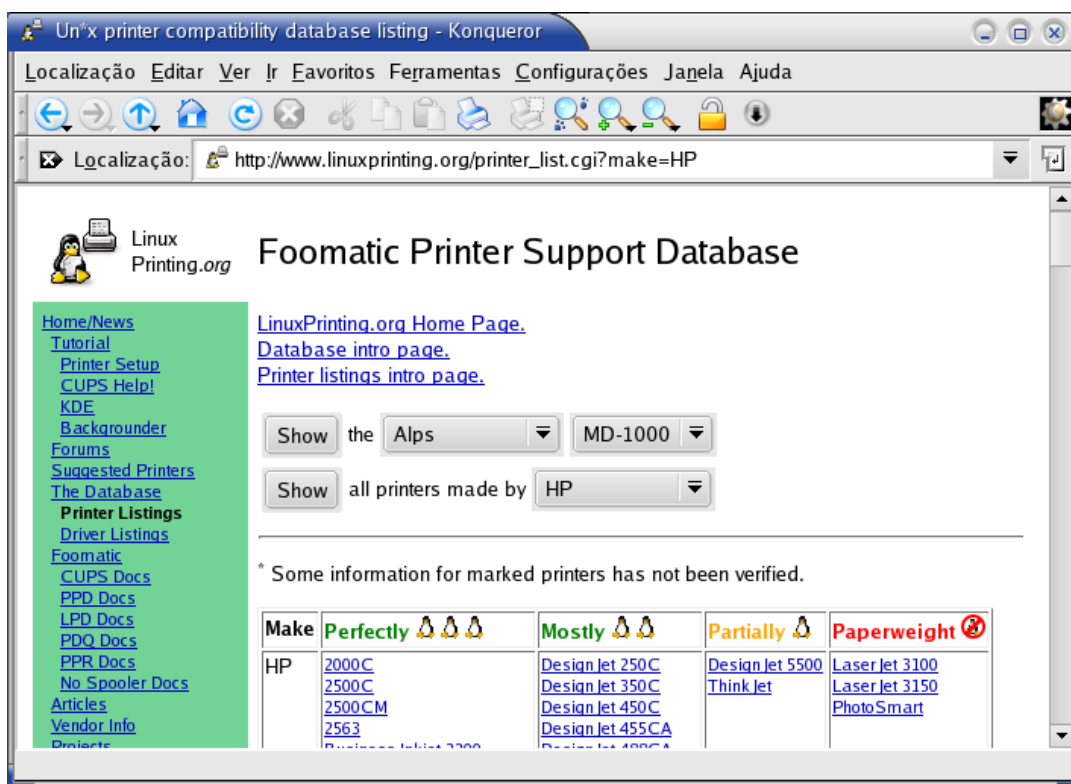 Un*x printer compatibility database listing - Konqueror
Localização Editar Ver Ir Favoritos Ferramentas Configurações Janela Ajuda
Localização: http://www.linuxprinting.org/printer_list.cgi?make=HP
Linux
Printing.org
Foomatic Printer Support Database
Home/News
Tutorial
Printer Setup
CUPS Help!
KDE
Backgrounder
Forums
Suggested Printers
The Database
Printer Listings
Driver Listings
Foomatic
CUPS Docs
PPD Docs
LPD Docs
PDQ Docs
PPR Docs
No Spooler Docs
Articles
Vendor Info
Projects
LinuxPrinting.org Home Page.
Database intro page.
Printer listings intro page.
Show the Alps MD-1000
Show all printers made by HP
* Some information for marked printers has not been verified.
Make Perfectly Mostly Partially Paperweight
HP 2000C DesignJet 250C DesignJet 5500 LaserJet 3100
2500C DesignJet 350C ThinkJet LaserJet 3150
2500CM DesignJet 450C PhotoSmart
2563 DesignJet 455CA
Business Inkjet 2200 DesignJet 488CA